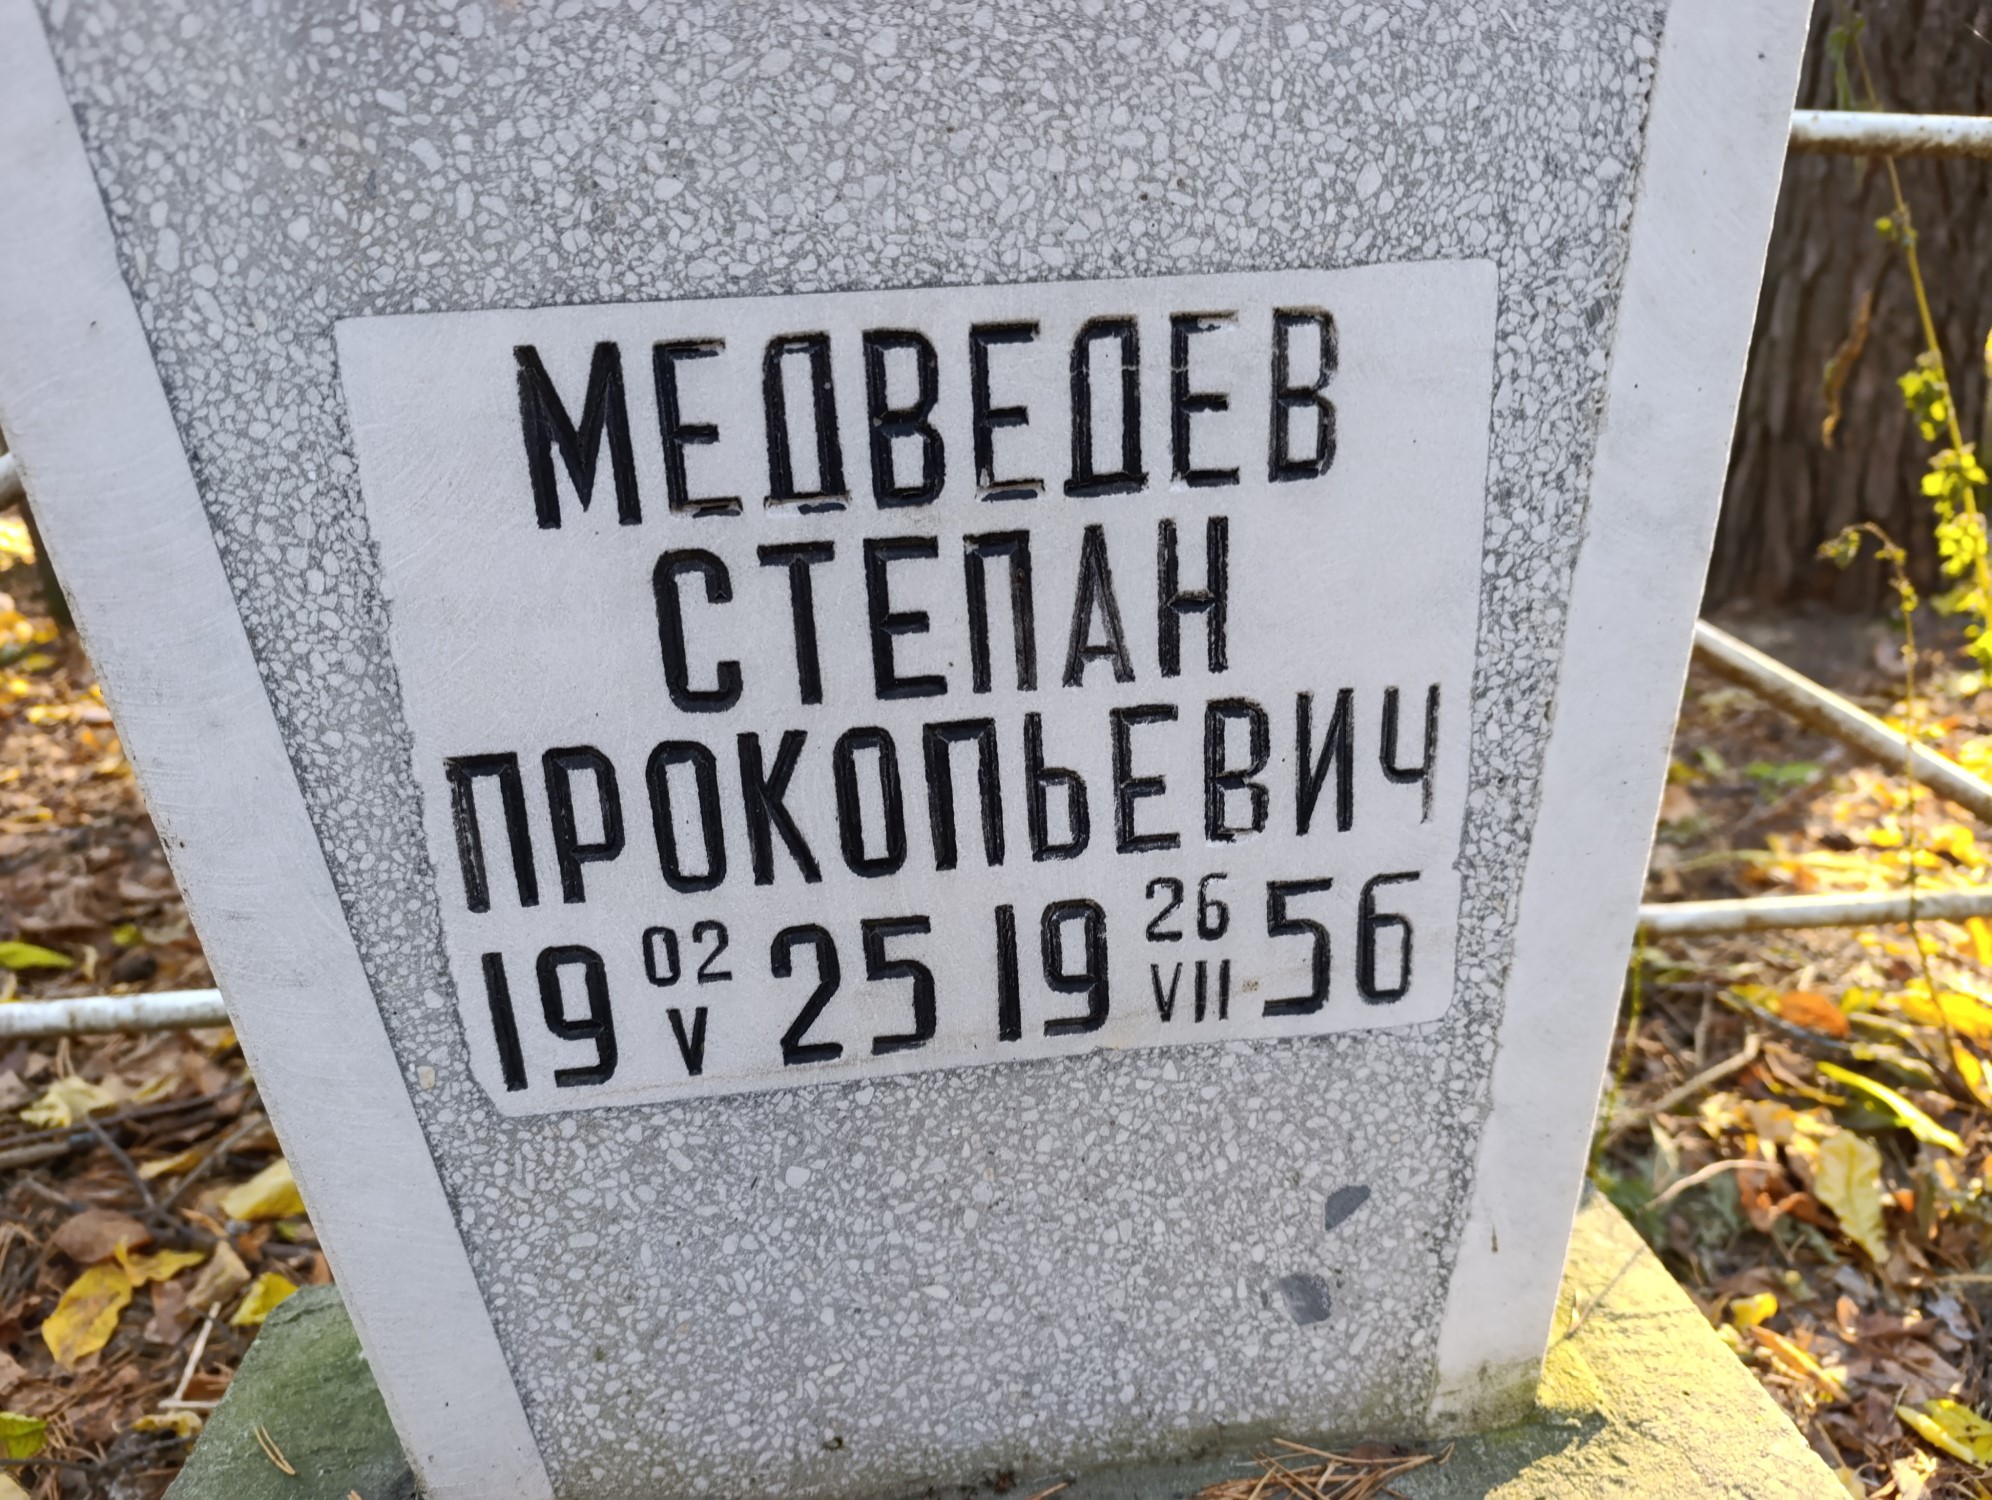 МЕДВЕДЕВ
СТЕПАН
ПРОКОПЬЕВИЧ
19 02/V 25 19 26/VII 56